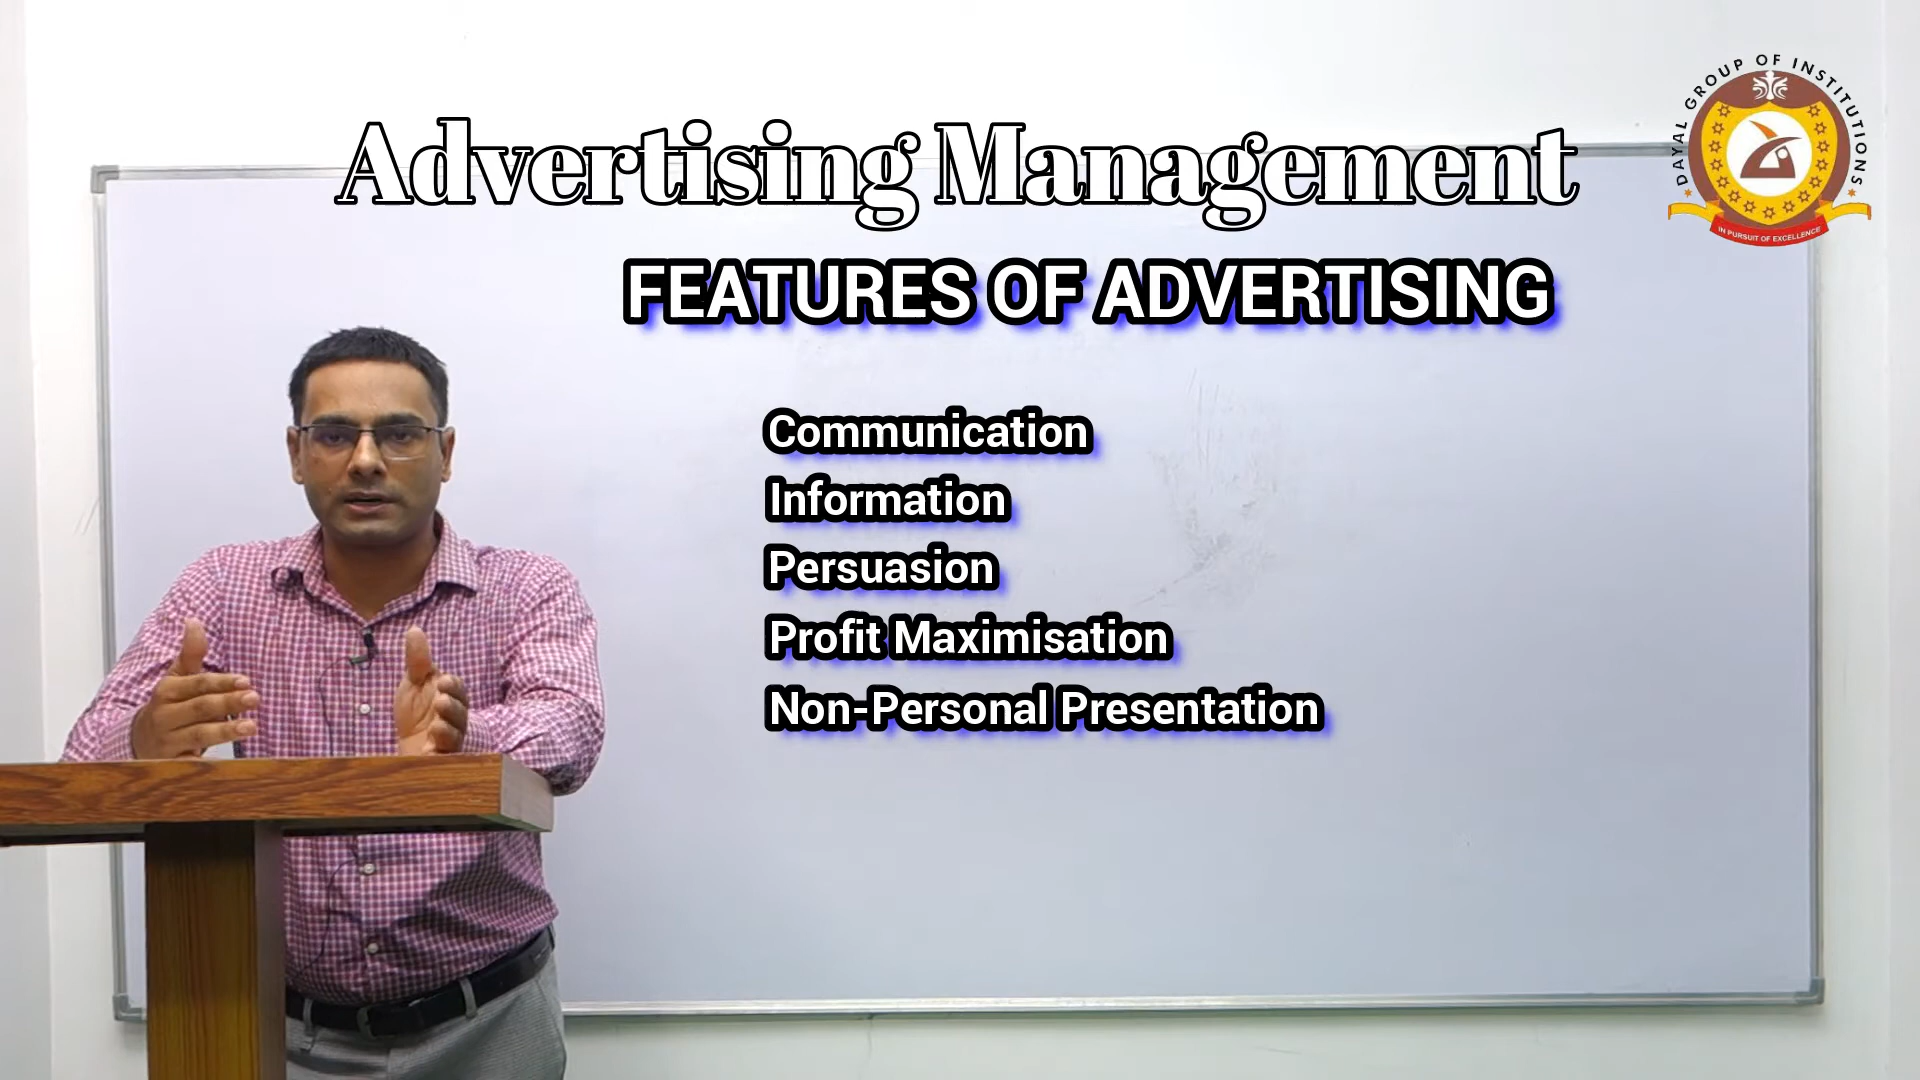 DAYAL GROUP OF INSTITUTIONS
IN PURSUIT OF EXCELLENCE
Advertising Management
FEATURES OF ADVERTISING
Communication
Information
Persuasion
Profit Maximisation
Non-Personal Presentation